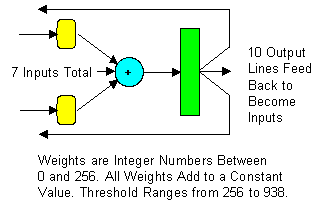 7 Inputs Total
+
10 Output
Lines Feed
Back to
Become
Inputs
Weights are Integer Numbers Between
0 and 256. All Weights Add to a Constant
Value. Threshold Ranges from 256 to 938.